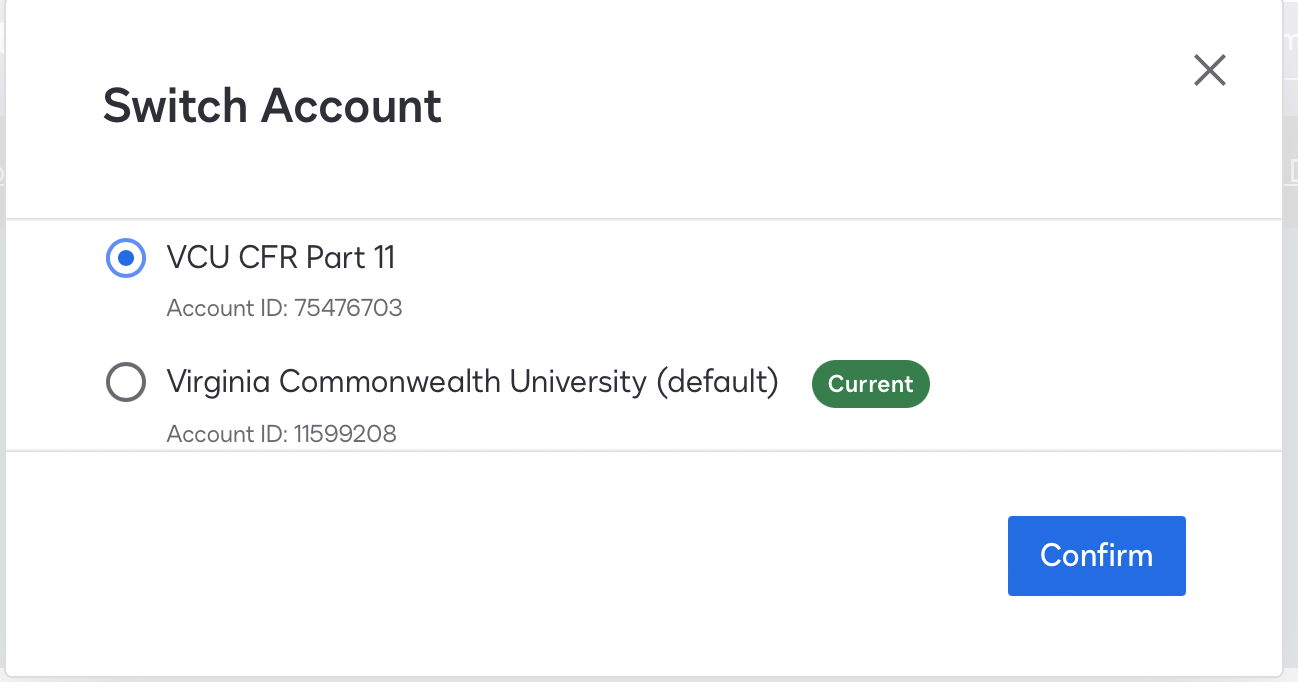 Switch Account
VCU CFR Part 11
Account ID: 75476703
Virginia Commonwealth University (default) Current
Account ID: 11599208
Confirm